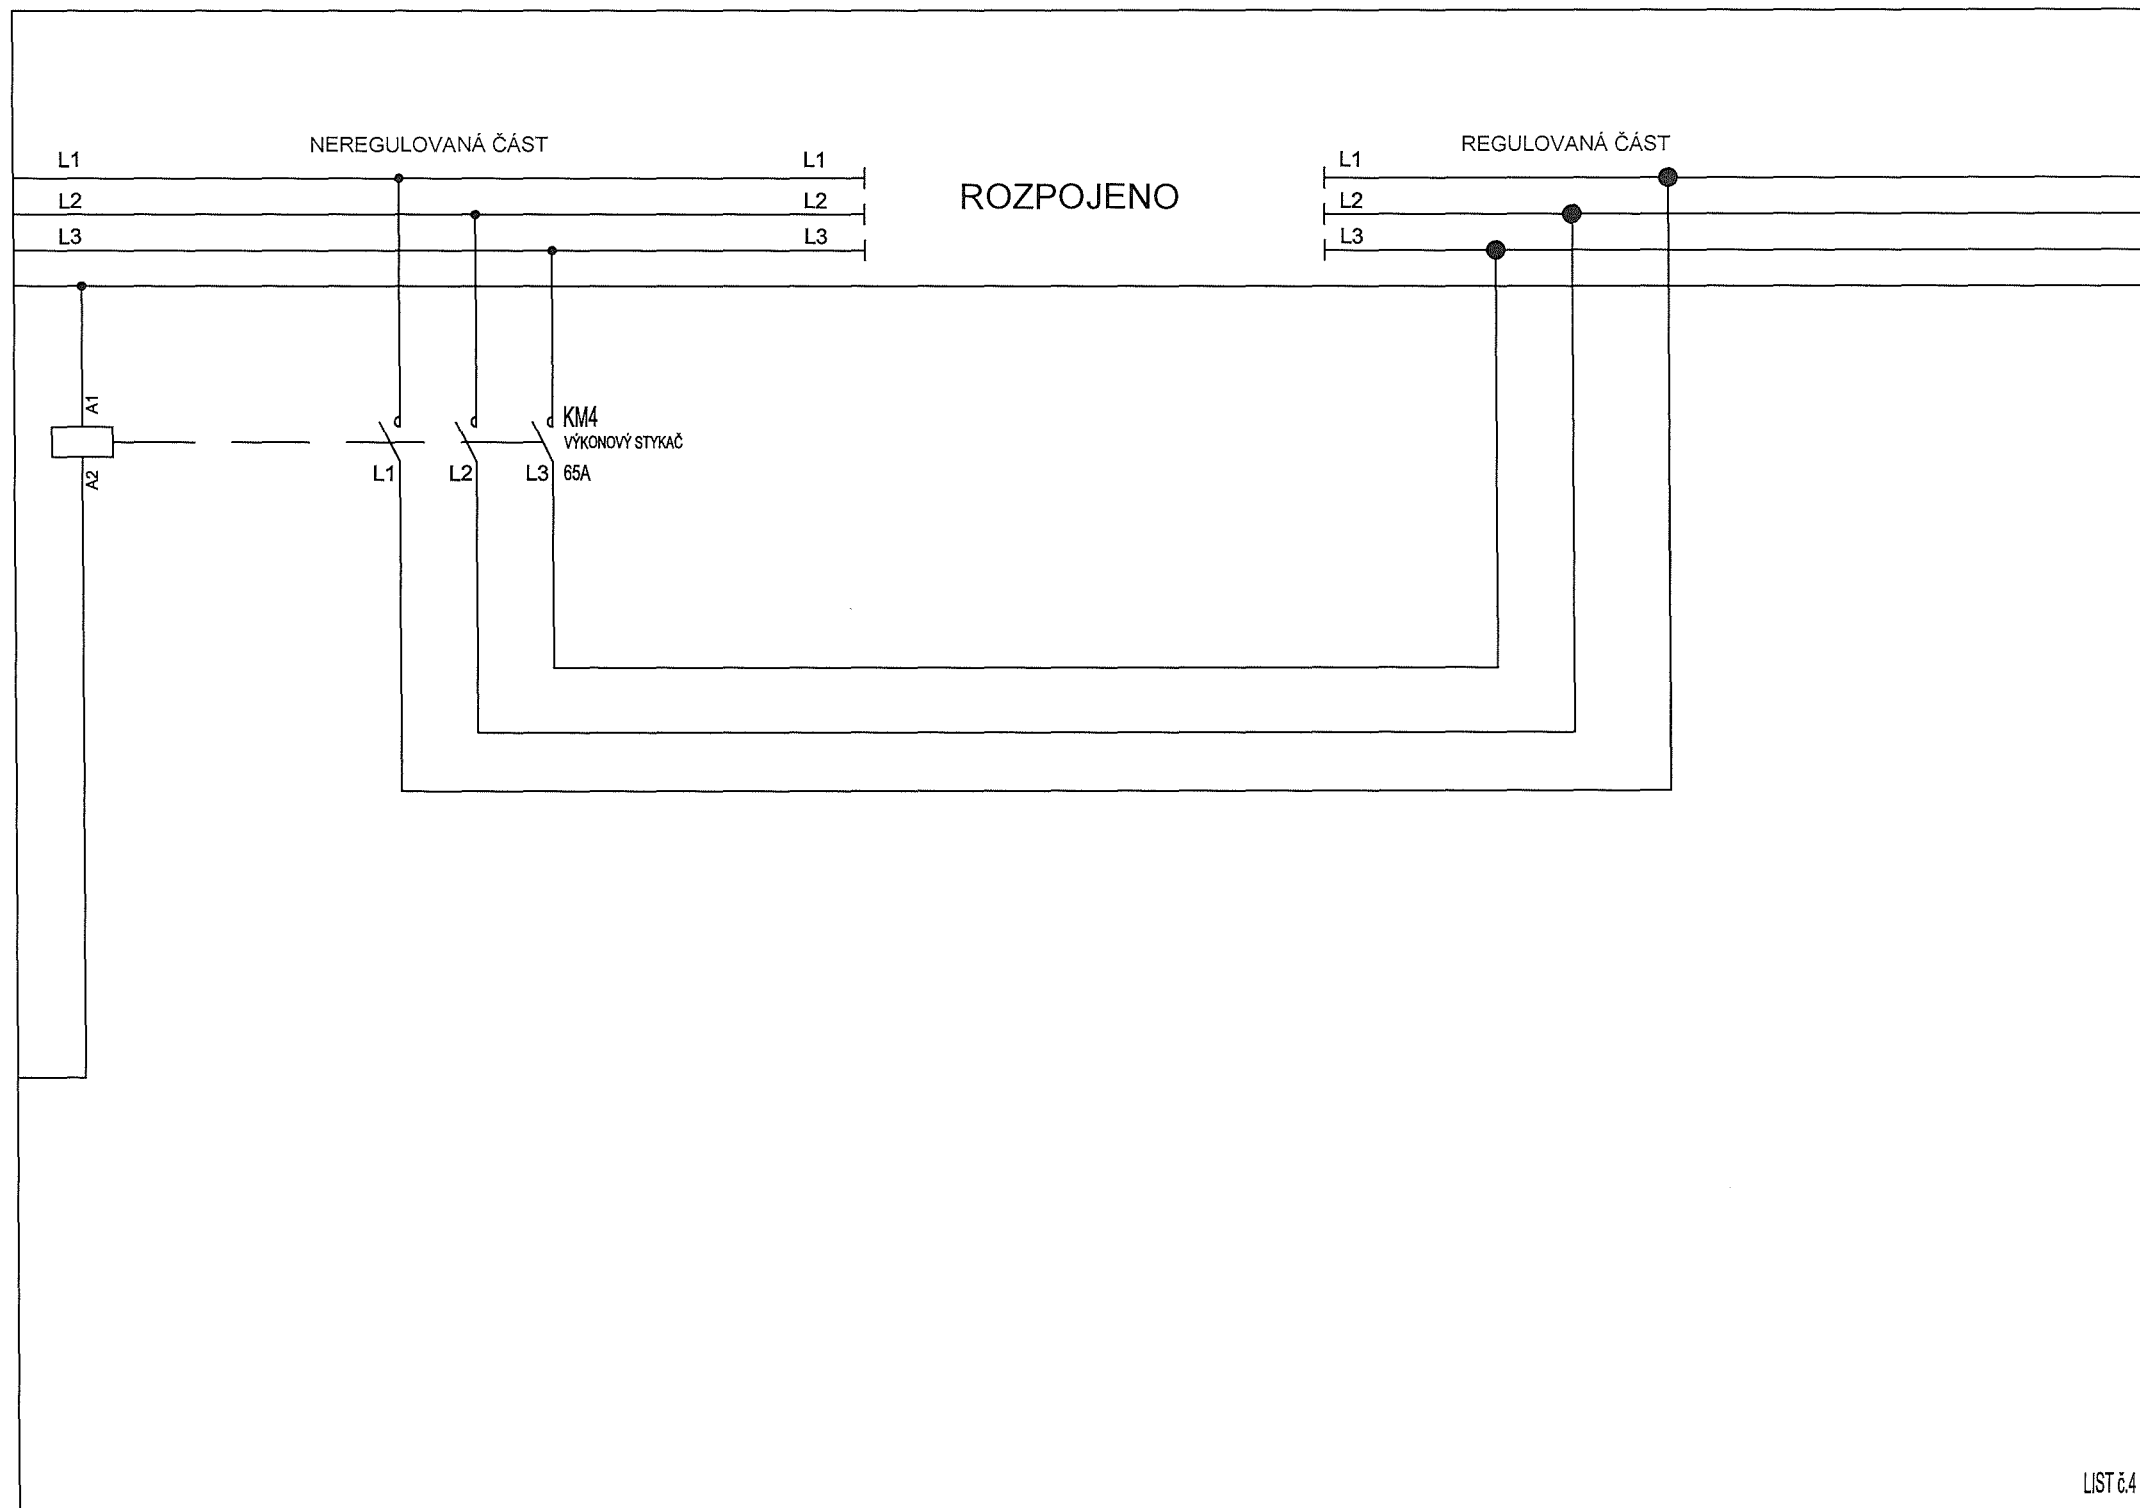 NEREGULOVANÁ ČÁST
REGULOVANÁ ČÁST
L1
L1
L1
ROZPOJENO
L2
L2
L2
L3
L3
L3
A1
KM4
VÝKONOVÝ STYKAČ
A2
L1
L2
L3
65A
LIST č.4